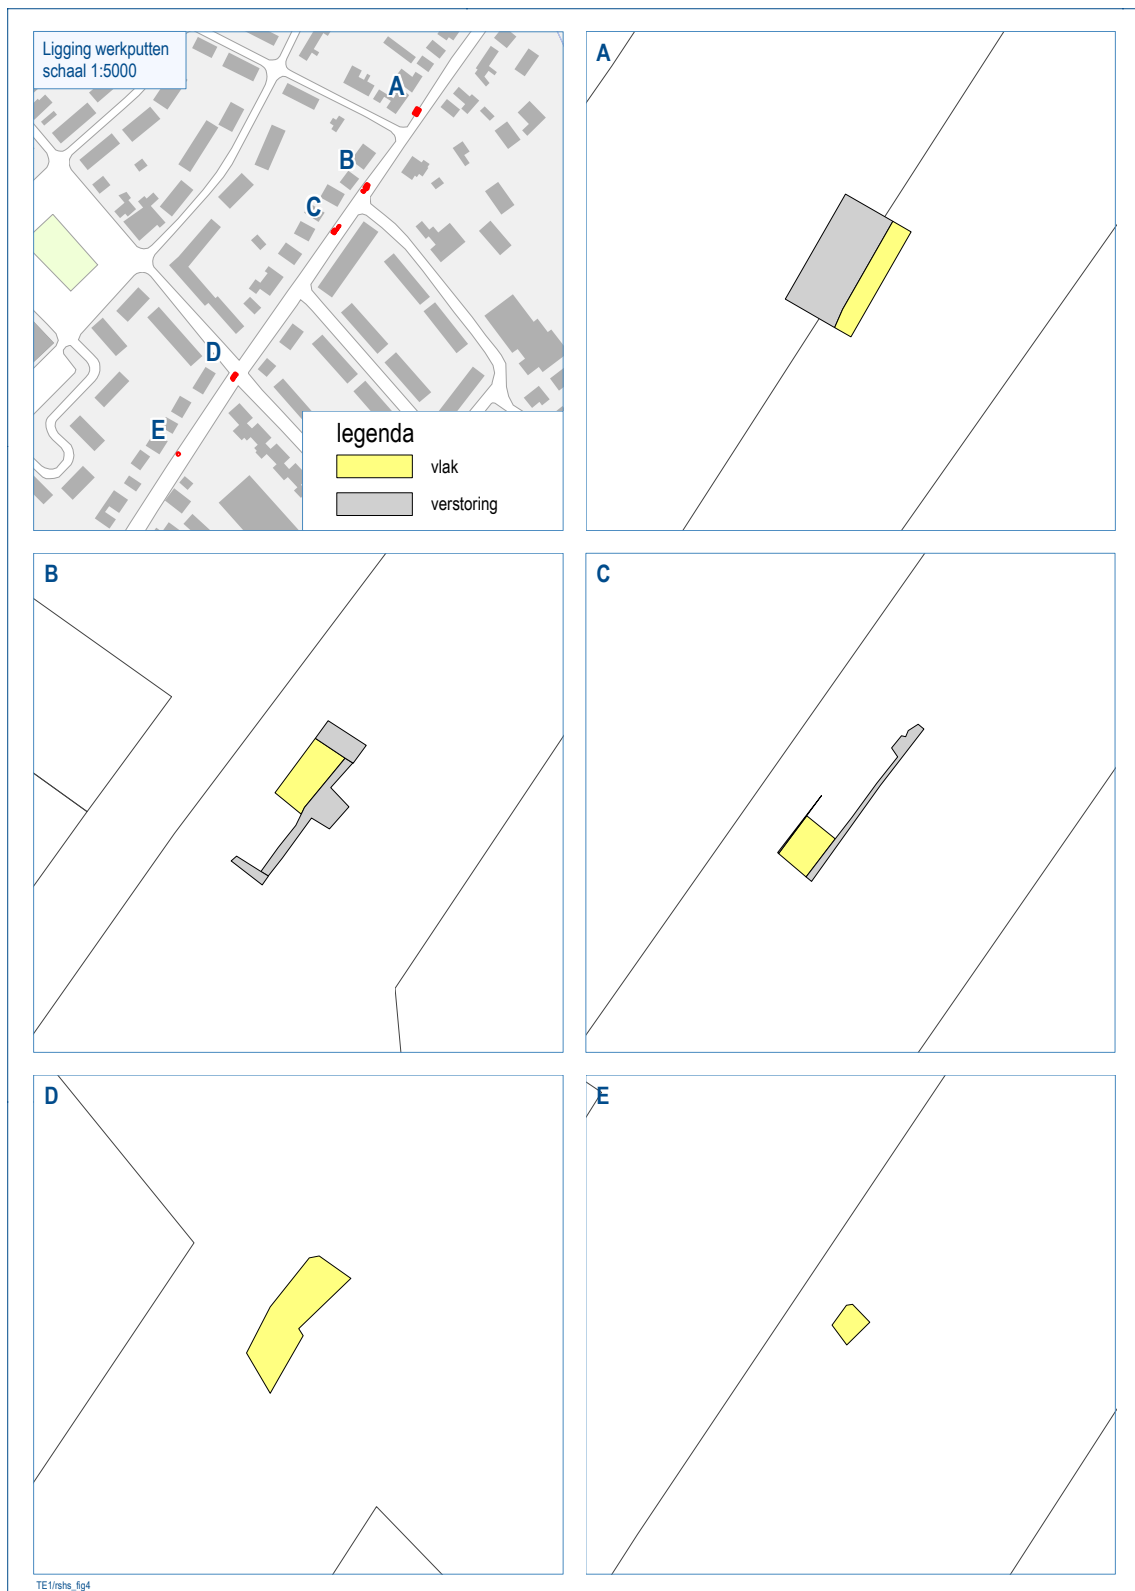 Ligging werkputten
schaal 1:5000
A
B
C
D
E
legenda
vlak
verstoring
A
B
C
D
E
TE1/rshs_fig4